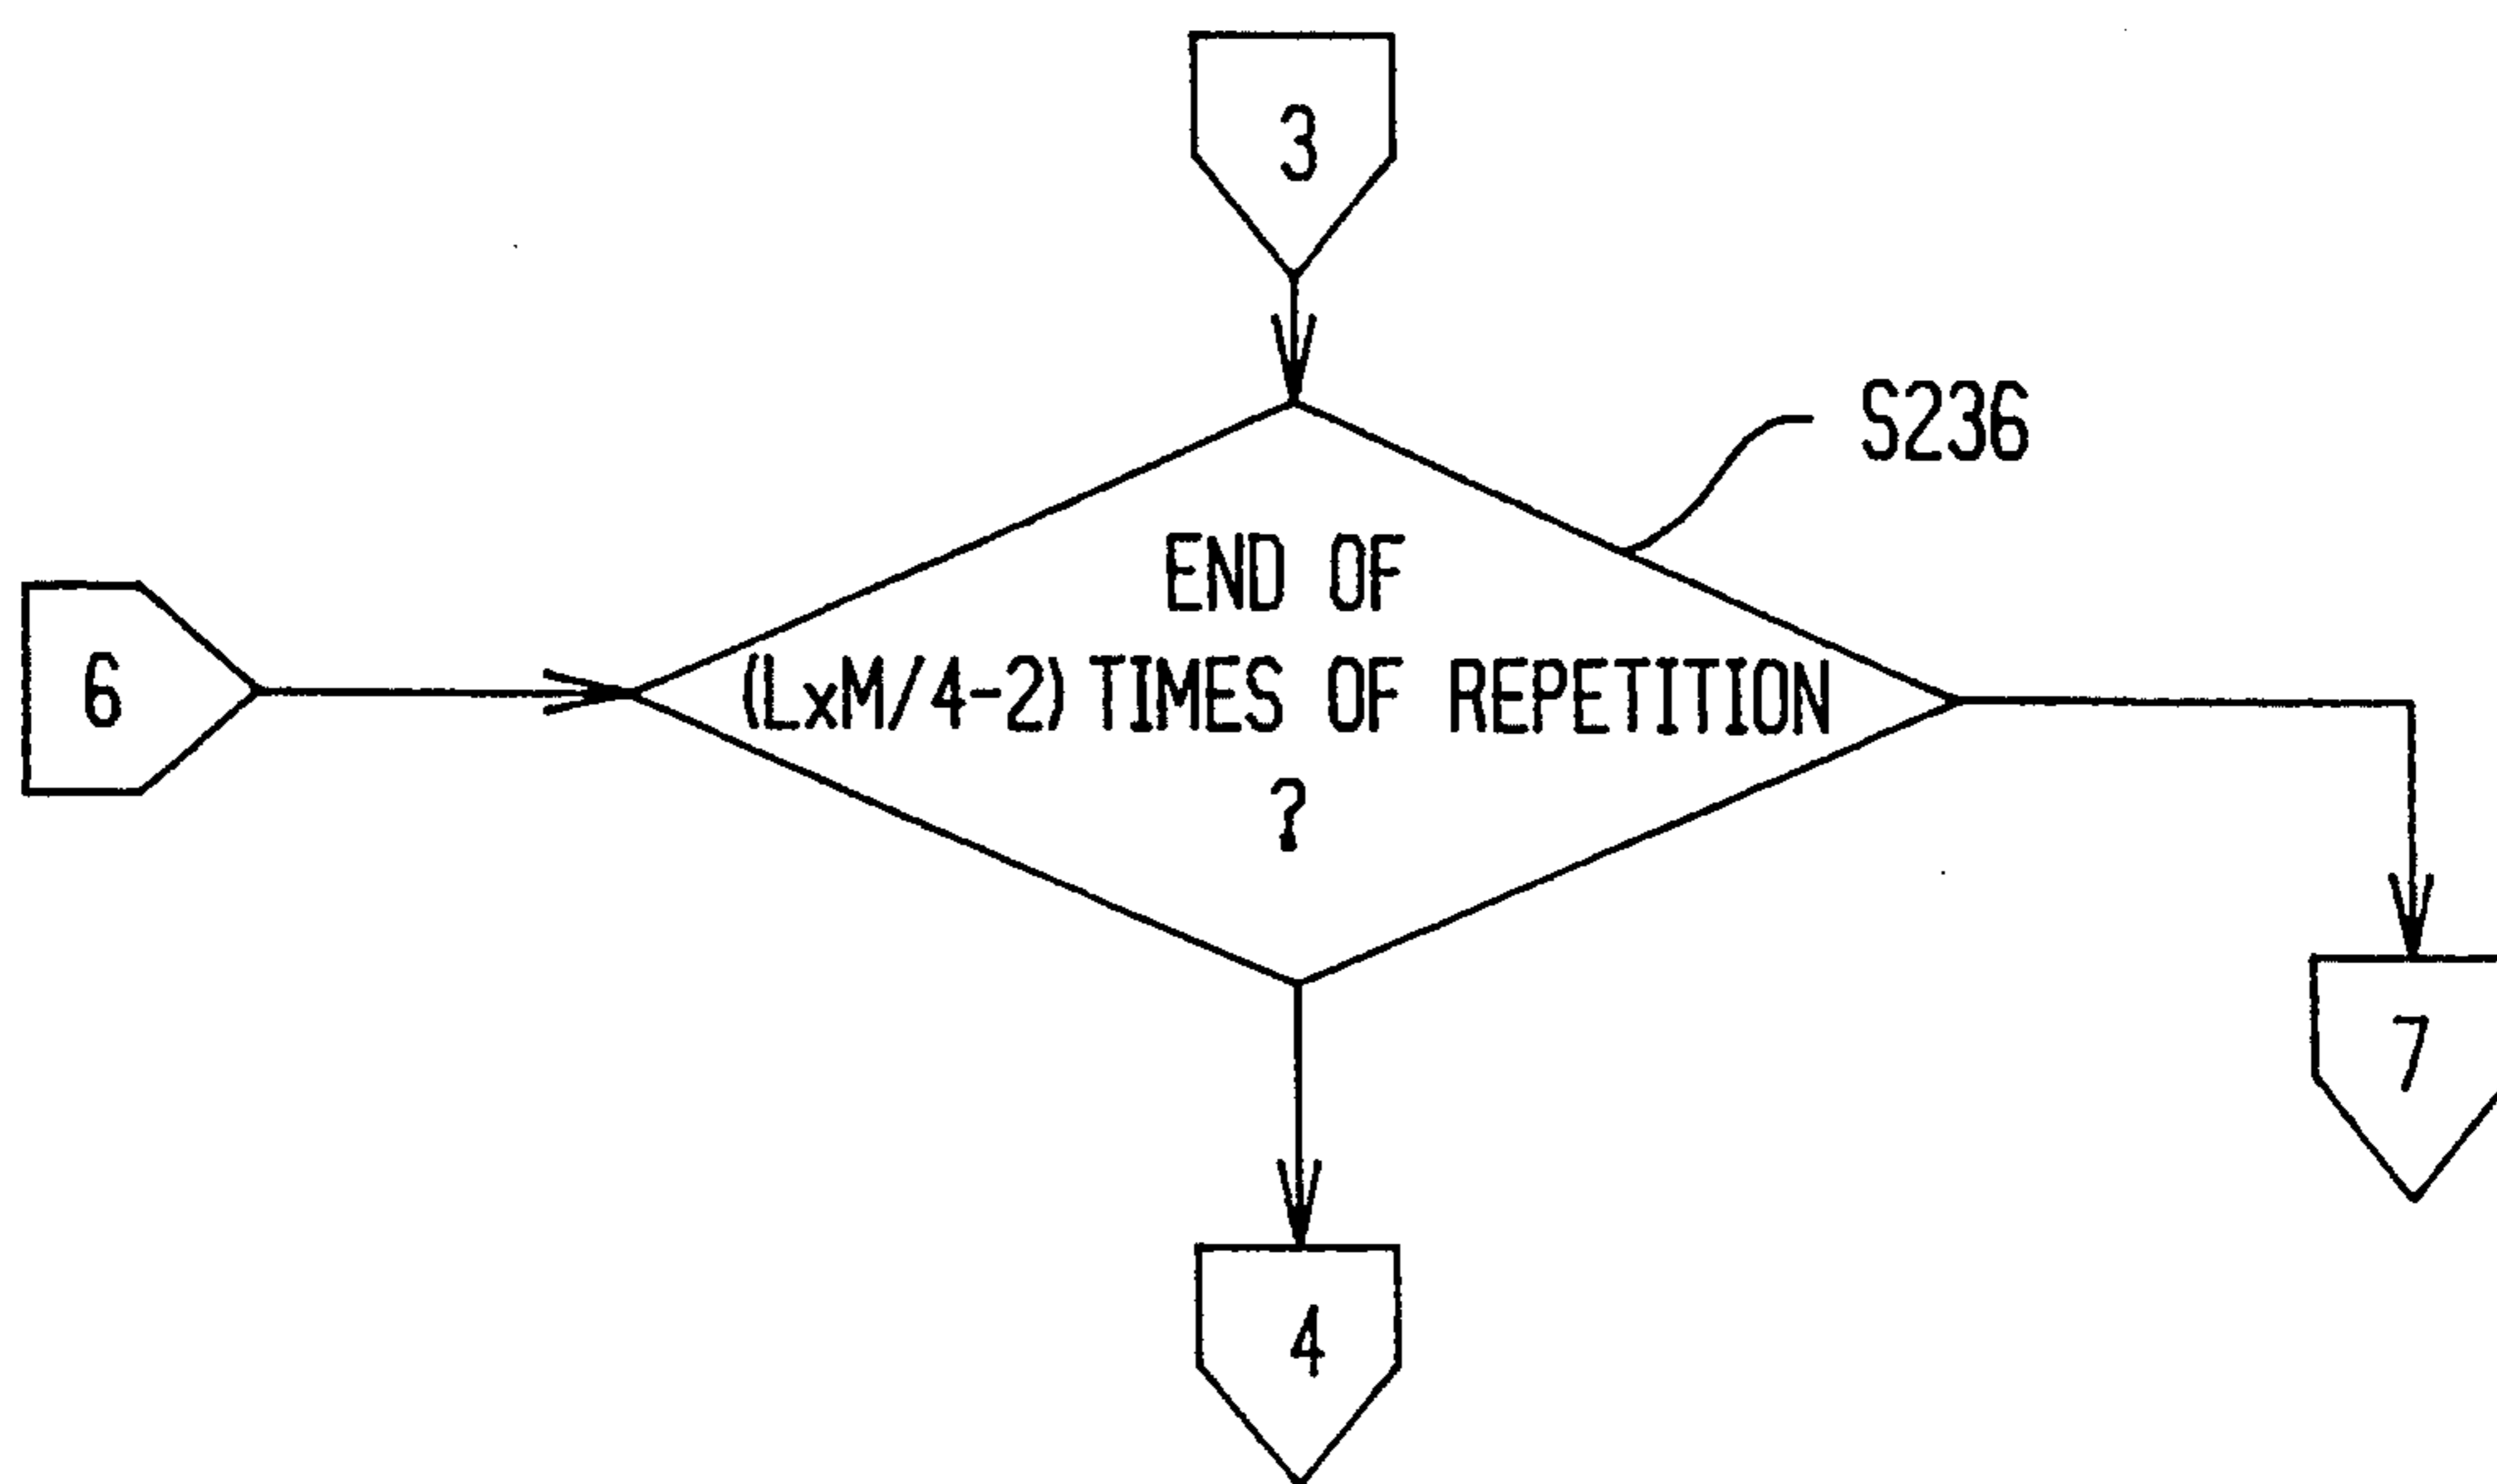 3
S236
END OF
6
(LxM/4-2) TIMES OF REPETITION
?
7
4